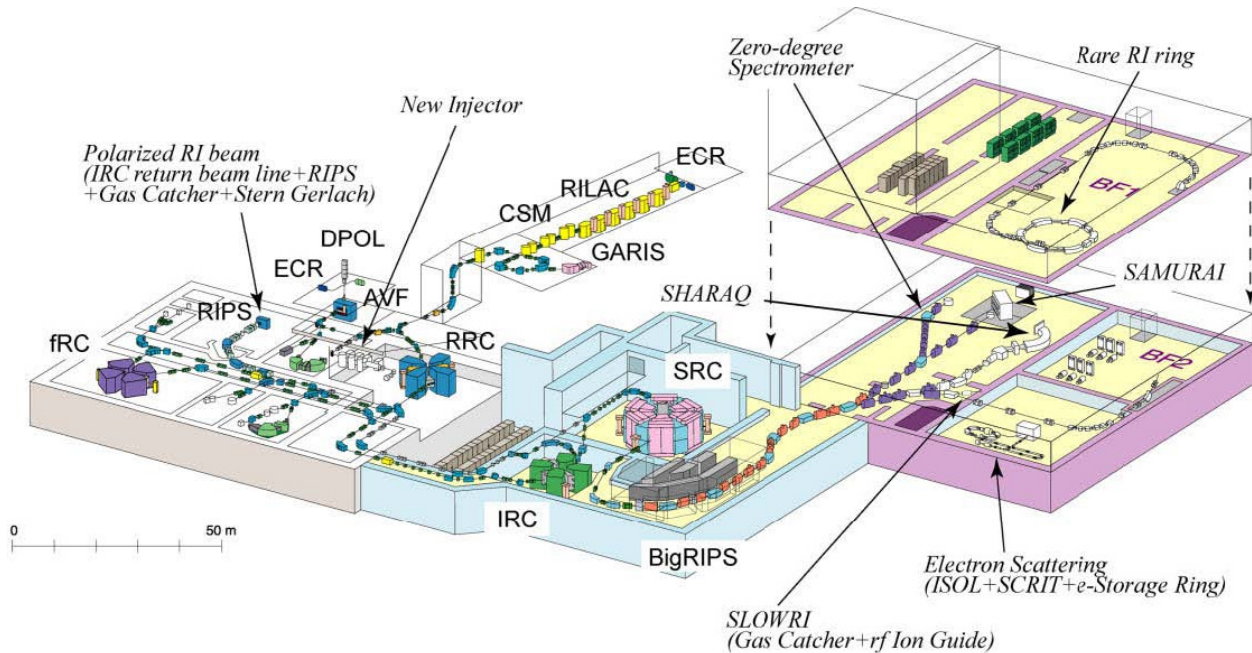 Zero-degree
Spectrometer
Rare RI ring
New Injector
Polarized RI beam
(IRC return beam line+RIPS
+Gas Catcher+Stern Gerlach)
ECR
RILAC
CSM
GARIS
DPOL
ECR
AVF
RIPS
fRC
RRC
BF1
SAMURAI
SHARAQ
BF2
SRC
IRC
BigRIPS
0
50 m
Electron Scattering
(ISOL+SCRIT+e-Storage Ring)
SLOWRI
(Gas Catcher+rf Ion Guide)